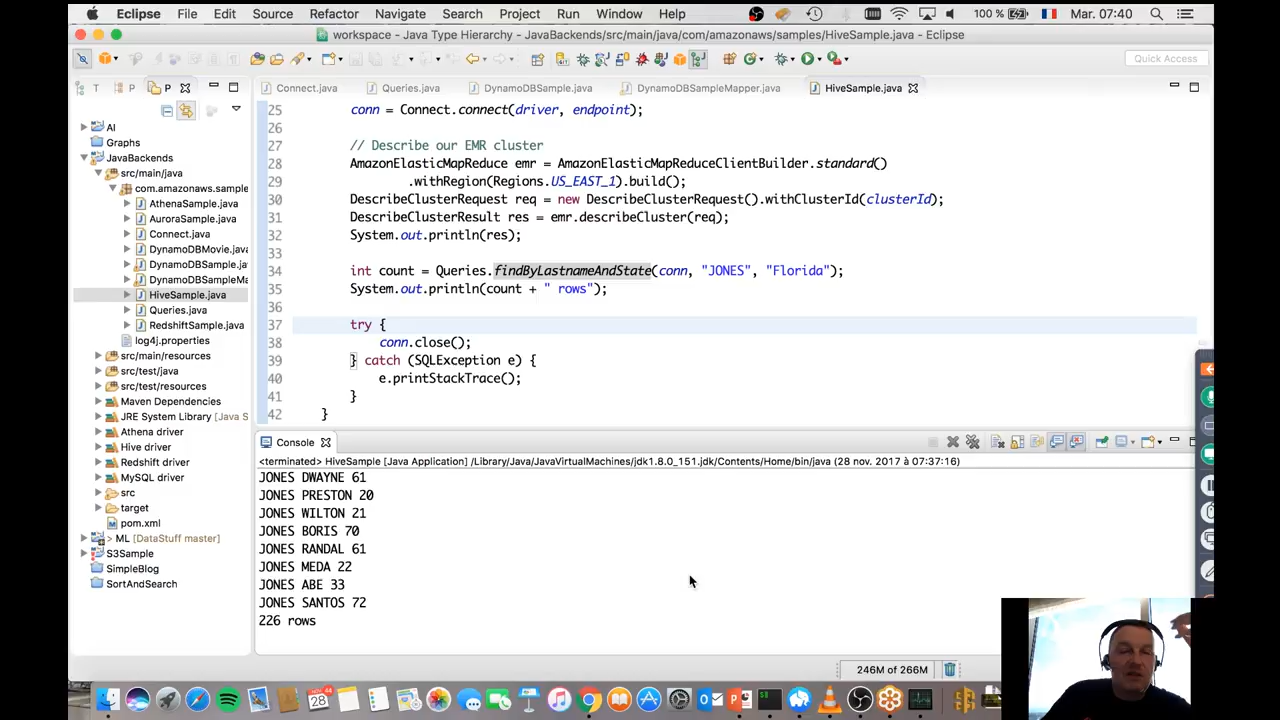 Eclipse File Edit Source Refactor Navigate Search Project Run Window Help 100 % Mar. 07:40
workspace - Java Type Hierarchy - JavaBackends/src/main/java/com/amazonaws/samples/HiveSample.java - Eclipse
Quick Access
T P P
Connect.java Queries.java DynamoDBSample.java DynamoDBSampleMapper.java HiveSample.java
AI
Graphs
JavaBackends
src/main/java
com.amazonaws.sample
AthenaSample.java
AuroraSample.java
Connect.java
DynamoDBMovie.java
DynamoDBSample.ja
DynamoDBSampleMa
HiveSample.java
Queries.java
RedshiftSample.java
log4j.properties
src/main/resources
src/test/java
src/test/resources
Maven Dependencies
JRE System Library [Java S
Athena driver
Hive driver
Redshift driver
MySQL driver
src
target
pom.xml
> ML [DataStuff master]
S3Sample
SimpleBlog
SortAndSearch
25 conn = Connect.connect(driver, endpoint);
26
27 // Describe our EMR cluster
28 AmazonElasticMapReduce emr = AmazonElasticMapReduceClientBuilder.standard()
29 .withRegion(Regions.US_EAST_1).build();
30 DescribeClusterRequest req = new DescribeClusterRequest().withClusterId(clusterId);
31 DescribeClusterResult res = emr.describeCluster(req);
32 System.out.println(res);
33
34 int count = Queries.findByLastnameAndState(conn, "JONES", "Florida");
35 System.out.println(count + " rows");
36
37 try {
38 conn.close();
39 } catch (SQLException e) {
40 e.printStackTrace();
41 }
42 }
Console
<terminated> HiveSample [Java Application] /Library/Java/JavaVirtualMachines/jdk1.8.0_151.jdk/Contents/Home/bin/java (28 nov. 2017 à 07:37:16)
JONES DWAYNE 61
JONES PRESTON 20
JONES WILTON 21
JONES BORIS 70
JONES RANDAL 61
JONES MEDA 22
JONES ABE 33
JONES SANTOS 72
226 rows
246M of 266M